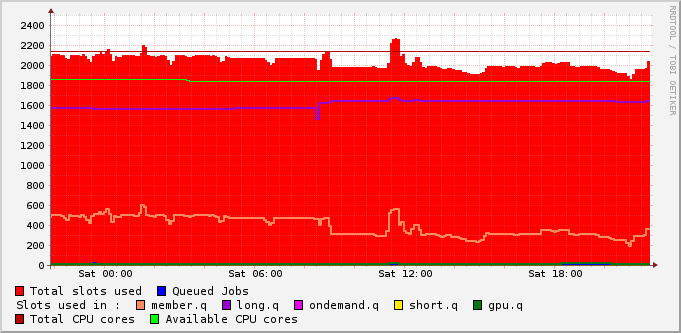 RRDTOOL / TOBI OETIKER
2400
2200
2000
1800
1600
1400
1200
1000
800
600
400
200
0
Sat 00:00 Sat 06:00 Sat 12:00 Sat 18:00
Total slots used Queued Jobs
Slots used in : member.q long.q ondemand.q short.q gpu.q
Total CPU cores Available CPU cores